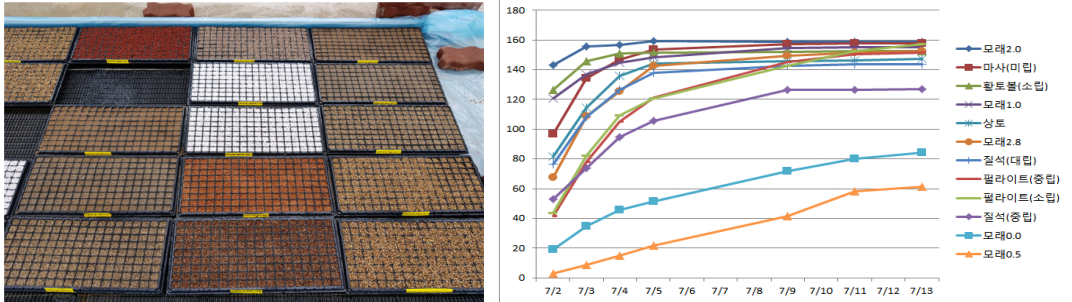 180
160
140
120
100
80
60
40
20
0
7/2 7/3 7/4 7/5 7/6 7/7 7/8 7/9 7/10 7/11 7/12 7/13
모래2.0
마사(미립)
황토볼(소립)
모래1.0
상토
모래2.8
질석(대립)
펄라이트(중립)
펄라이트(소립)
질석(중립)
모래0.0
모래0.5